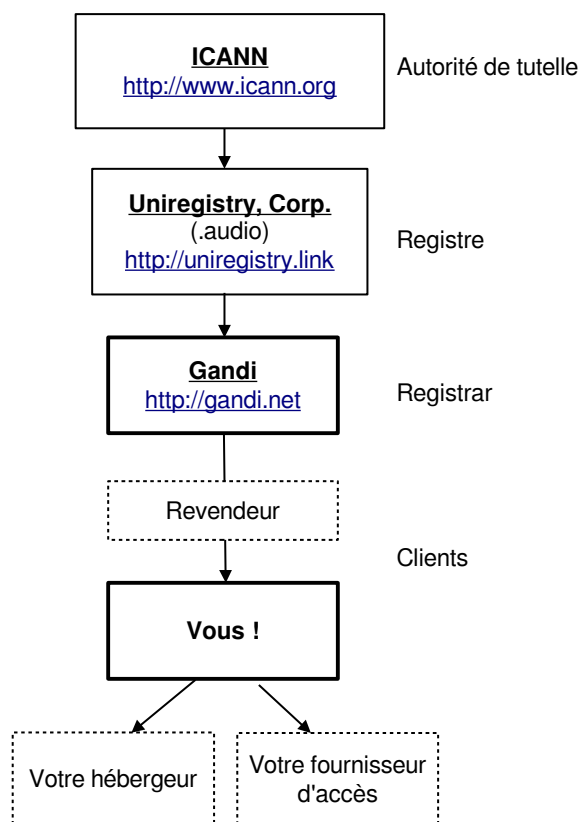 ICANN
http://www.icann.org
Autorité de tutelle
Uniregistry, Corp.
(.audio)
http://uniregistry.link
Registre
Gandi
http://gandi.net
Registrar
Revendeur
Clients
Vous !
Votre hébergeur
Votre fournisseur
d'accès